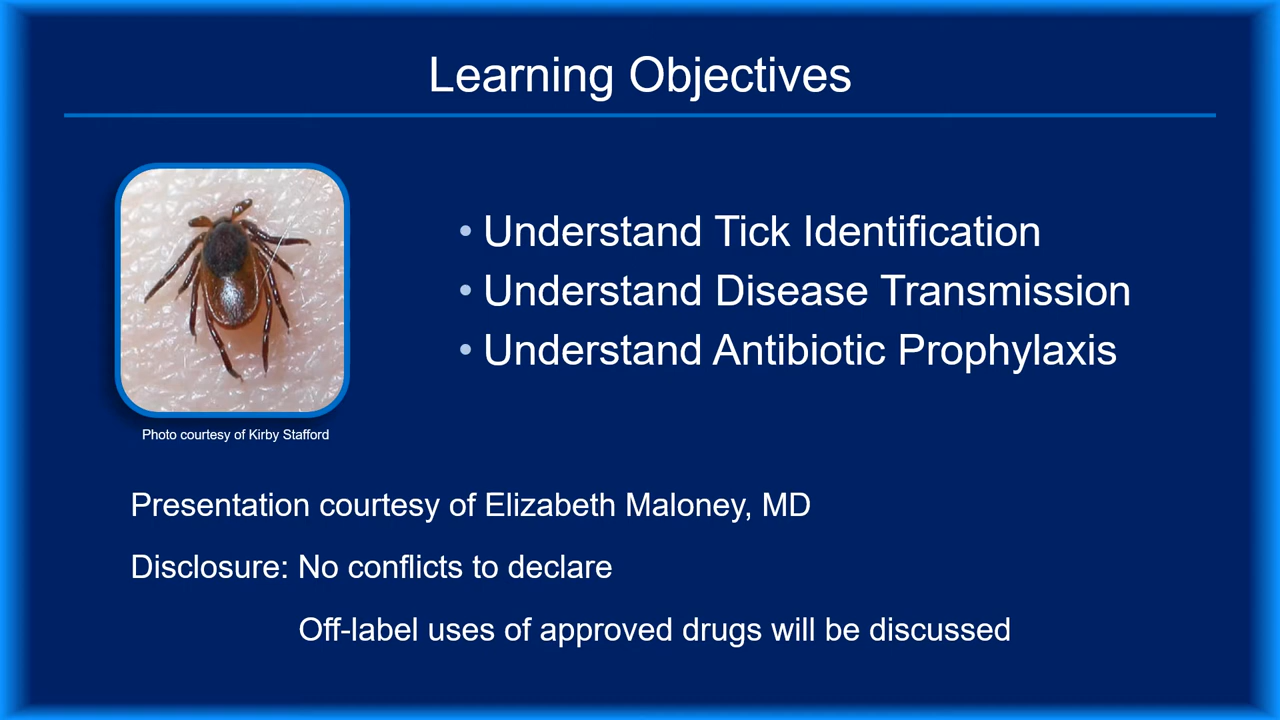 Learning Objectives
• Understand Tick Identification
• Understand Disease Transmission
• Understand Antibiotic Prophylaxis
Photo courtesy of Kirby Stafford
Presentation courtesy of Elizabeth Maloney, MD
Disclosure: No conflicts to declare
Off-label uses of approved drugs will be discussed